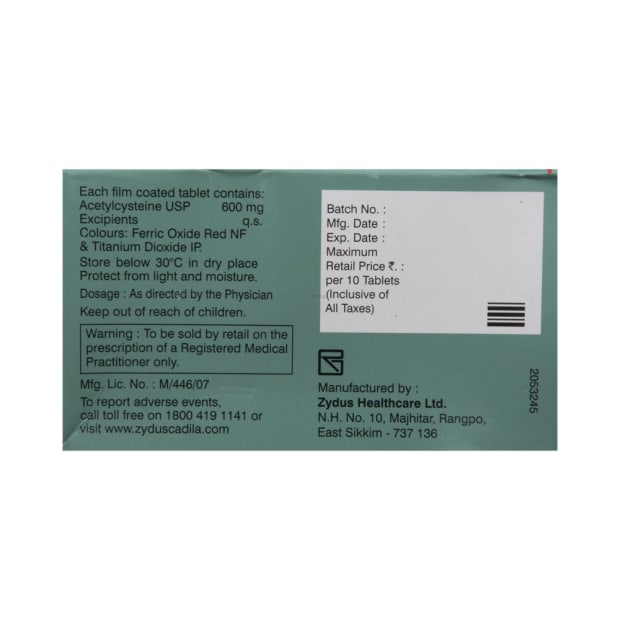 Each film coated tablet contains:
Acetylcysteine USP 600 mg
Excipients q.s.
Colours: Ferric Oxide Red NF
& Titanium Dioxide IP.
Store below 30°C in dry place
Protect from light and moisture.
Dosage : As directed by the Physician
Keep out of reach of children.
Warning : To be sold by retail on the
prescription of a Registered Medical
Practitioner only.
Mfg. Lic. No. : M/446/07
To report adverse events,
call toll free on 1800 419 1141 or
visit www.zyduscadila.com
Batch No. :
Mfg. Date :
Exp. Date :
Maximum
Retail Price ₹. :
per 10 Tablets
(Inclusive of
All Taxes)
Manufactured by :
Zydus Healthcare Ltd.
N.H. No. 10, Majhitar, Rangpo,
East Sikkim - 737 136
2053245